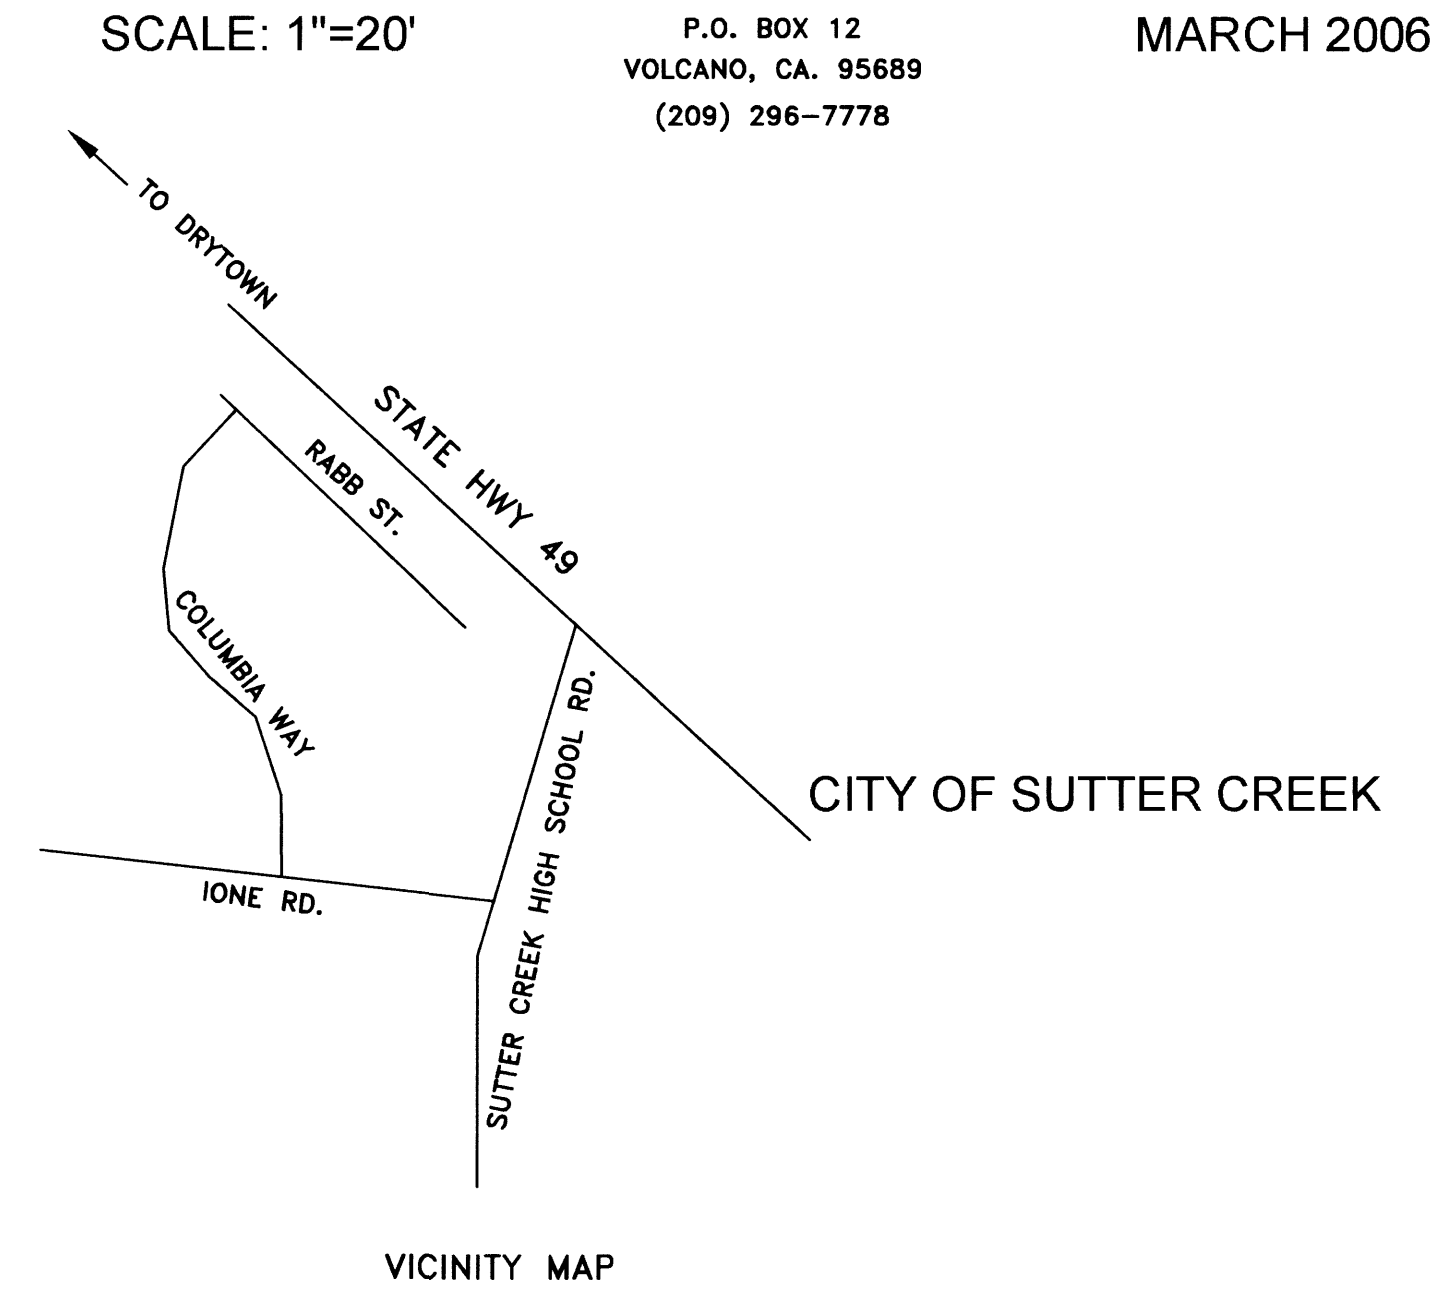 SCALE: 1"=20'
P.O. BOX 12
VOLCANO, CA. 95689
(209) 296-7778
MARCH 2006
TO DRYTOWN
STATE HWY 49
RABB ST.
COLUMBIA WAY
SUTTER CREEK HIGH SCHOOL RD.
CITY OF SUTTER CREEK
IONE RD.
VICINITY MAP